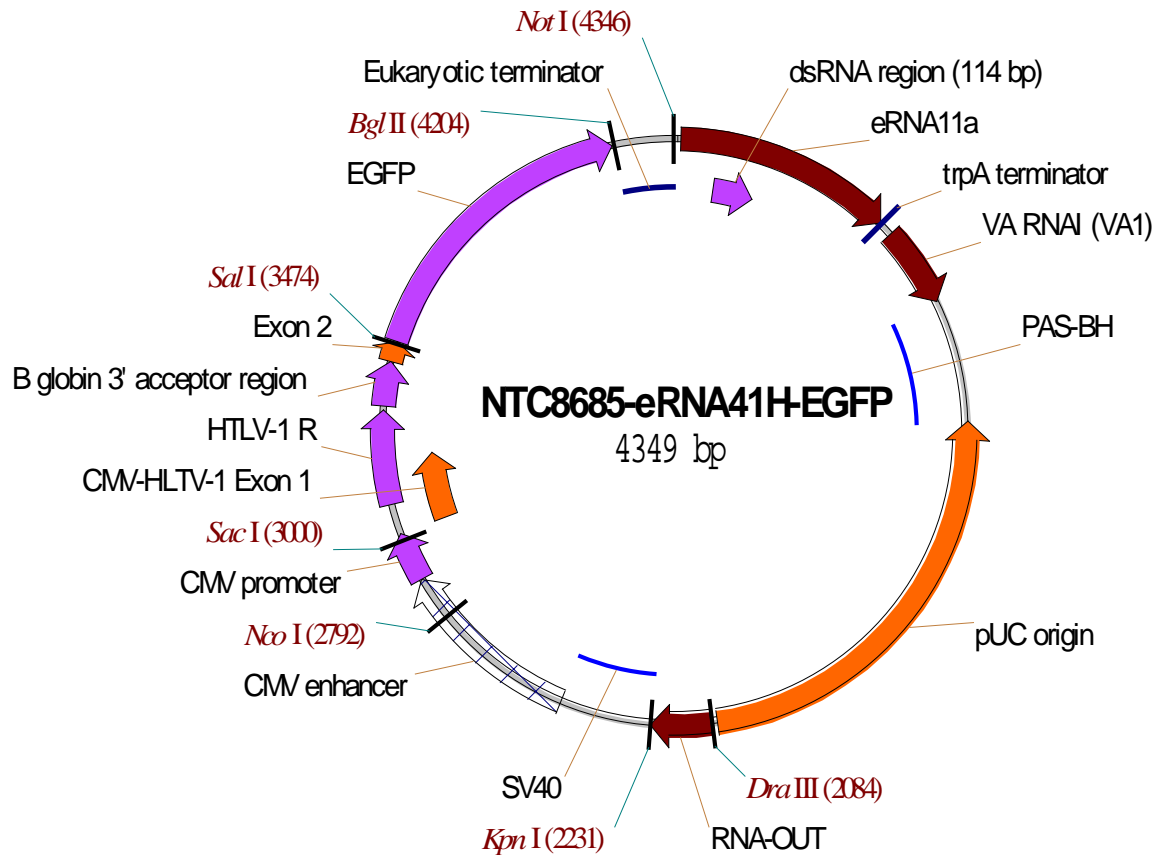 Not I (4346)
Eukaryotic terminator
dsRNA region (114 bp)
Bgl II (4204)
eRNA11a
EGFP
trpA terminator
VA RNAI (VA1)
Sal I (3474)
Exon 2
PAS-BH
B globin 3' acceptor region
NTC8685-eRNA41H-EGFP
HTLV-1 R
4349 bp
CMV-HLTV-1 Exon 1
Sac I (3000)
CMV promoter
Nco I (2792)
pUC origin
CMV enhancer
SV40
Dra III (2084)
Kpn I (2231)
RNA-OUT